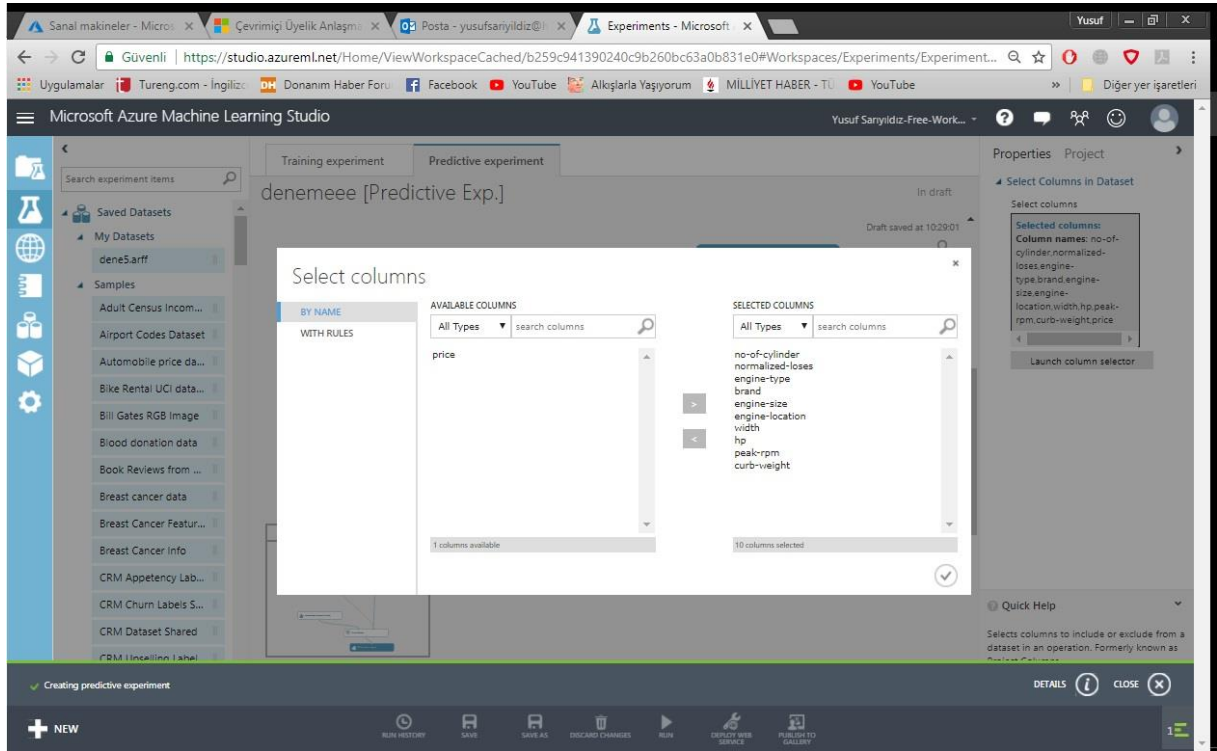 Sanal makineler - Micros
Çevrimiçi Üyelik Anlaşm
Posta - yusufsariyildiz@h
Experiments - Microsoft
Yusuf
Güvenli | https://studio.azureml.net/Home/ViewWorkspaceCached/b259c941390240c9b260bc63a0b831e0#Workspaces/Experiments/Experiment...
Uygulamalar
Tureng.com - İngilizc
Donanım Haber Foru
Facebook
YouTube
Alkışlarla Yaşıyorum
MİLLİYET HABER - TÜ
YouTube
»
Diğer yer işaretleri
Microsoft Azure Machine Learning Studio
Yusuf Sarıyıldız-Free-Work...
Search experiment items
Saved Datasets
My Datasets
dene5.arff
Samples
Adult Census Incom...
Airport Codes Dataset
Automobile price da...
Bike Rental UCI data...
Bill Gates RGB Image
Blood donation data
Book Reviews from ...
Breast cancer data
Breast Cancer Featur...
Breast Cancer Info
CRM Appetency Lab...
CRM Churn Labels S...
CRM Dataset Shared
CRM Upselling Label
Training experiment
Predictive experiment
denemeee [Predictive Exp.]
In draft
Draft saved at 10:29:01
Select columns
BY NAME
WITH RULES
AVAILABLE COLUMNS
All Types
search columns
price
1 columns available
>
<
SELECTED COLUMNS
All Types
search columns
no-of-cylinder
normalized-loses
engine-type
brand
engine-size
engine-location
width
hp
peak-rpm
curb-weight
10 columns selected
Properties Project
Select Columns in Dataset
Select columns
Selected columns:
Column names: no-of-
cylinder,normalized-
loses,engine-
type,brand,engine-
size,engine-
location,width,hp,peak-
rpm,curb-weight,price
Launch column selector
Quick Help
Selects columns to include or exclude from a
dataset in an operation. Formerly known as
Project Columns
Creating predictive experiment
DETAILS
CLOSE
NEW
RUN HISTORY
SAVE
SAVE AS
DISCARD CHANGES
RUN
DEPLOY WEB
SERVICE
PUBLISH TO
GALLERY
1